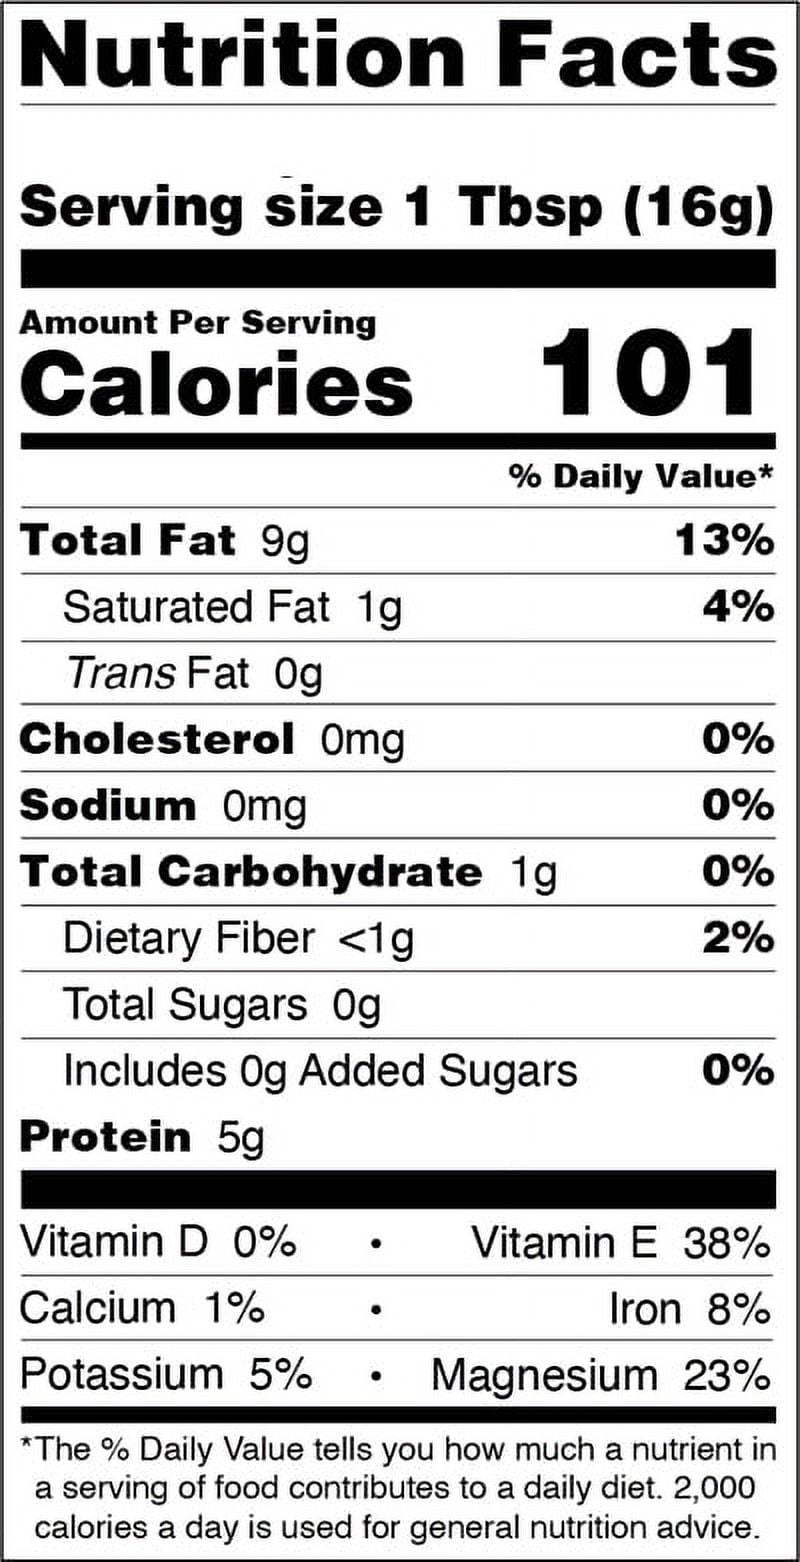 Nutrition Facts
Serving size 1 Tbsp (16g)
Amount Per Serving
Calories 101
% Daily Value*
Total Fat 9g 13%
Saturated Fat 1g 4%
Trans Fat 0g
Cholesterol 0mg 0%
Sodium 0mg 0%
Total Carbohydrate 1g 0%
Dietary Fiber <1g 2%
Total Sugars 0g
Includes 0g Added Sugars 0%
Protein 5g
Vitamin D 0% • Vitamin E 38%
Calcium 1% • Iron 8%
Potassium 5% • Magnesium 23%
*The % Daily Value tells you how much a nutrient in
a serving of food contributes to a daily diet. 2,000
calories a day is used for general nutrition advice.